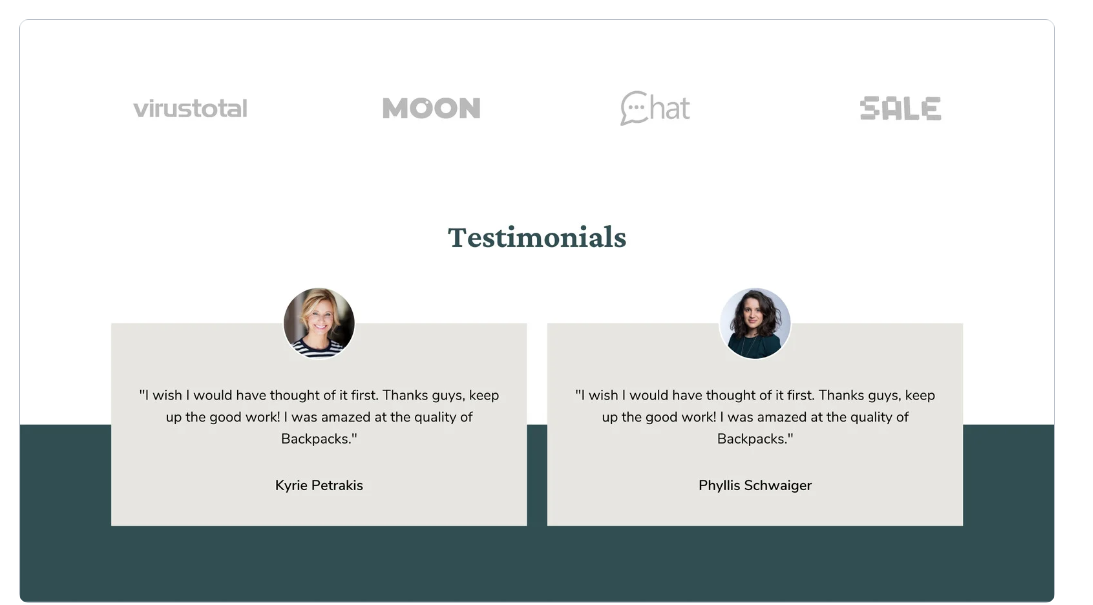 virustotal
MOON
Chat
SALE
Testimonials
"I wish I would have thought of it first. Thanks guys, keep
up the good work! I was amazed at the quality of
Backpacks."
Kyrie Petrakis
"I wish I would have thought of it first. Thanks guys, keep
up the good work! I was amazed at the quality of
Backpacks."
Phyllis Schwaiger